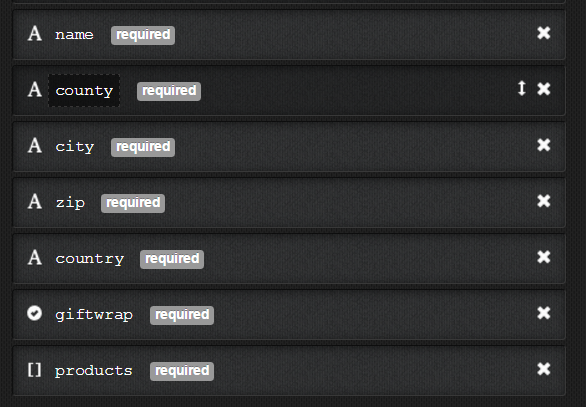 A name required
A county required
A city required
A zip required
A country required
giftwrap required
[] products required